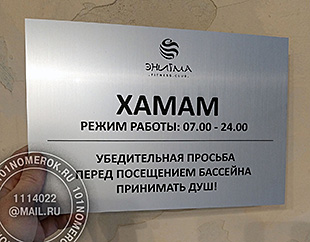 ЭНИГМА
FITNESS CLUB
ХАМАМ
РЕЖИМ РАБОТЫ: 07.00 - 24.00
УБЕДИТЕЛЬНАЯ ПРОСЬБА
ПЕРЕД ПОСЕЩЕНИЕМ БАССЕЙНА
ПРИНИМАТЬ ДУШ!
101NOMEROK.RU
1114022
@MAIL.RU